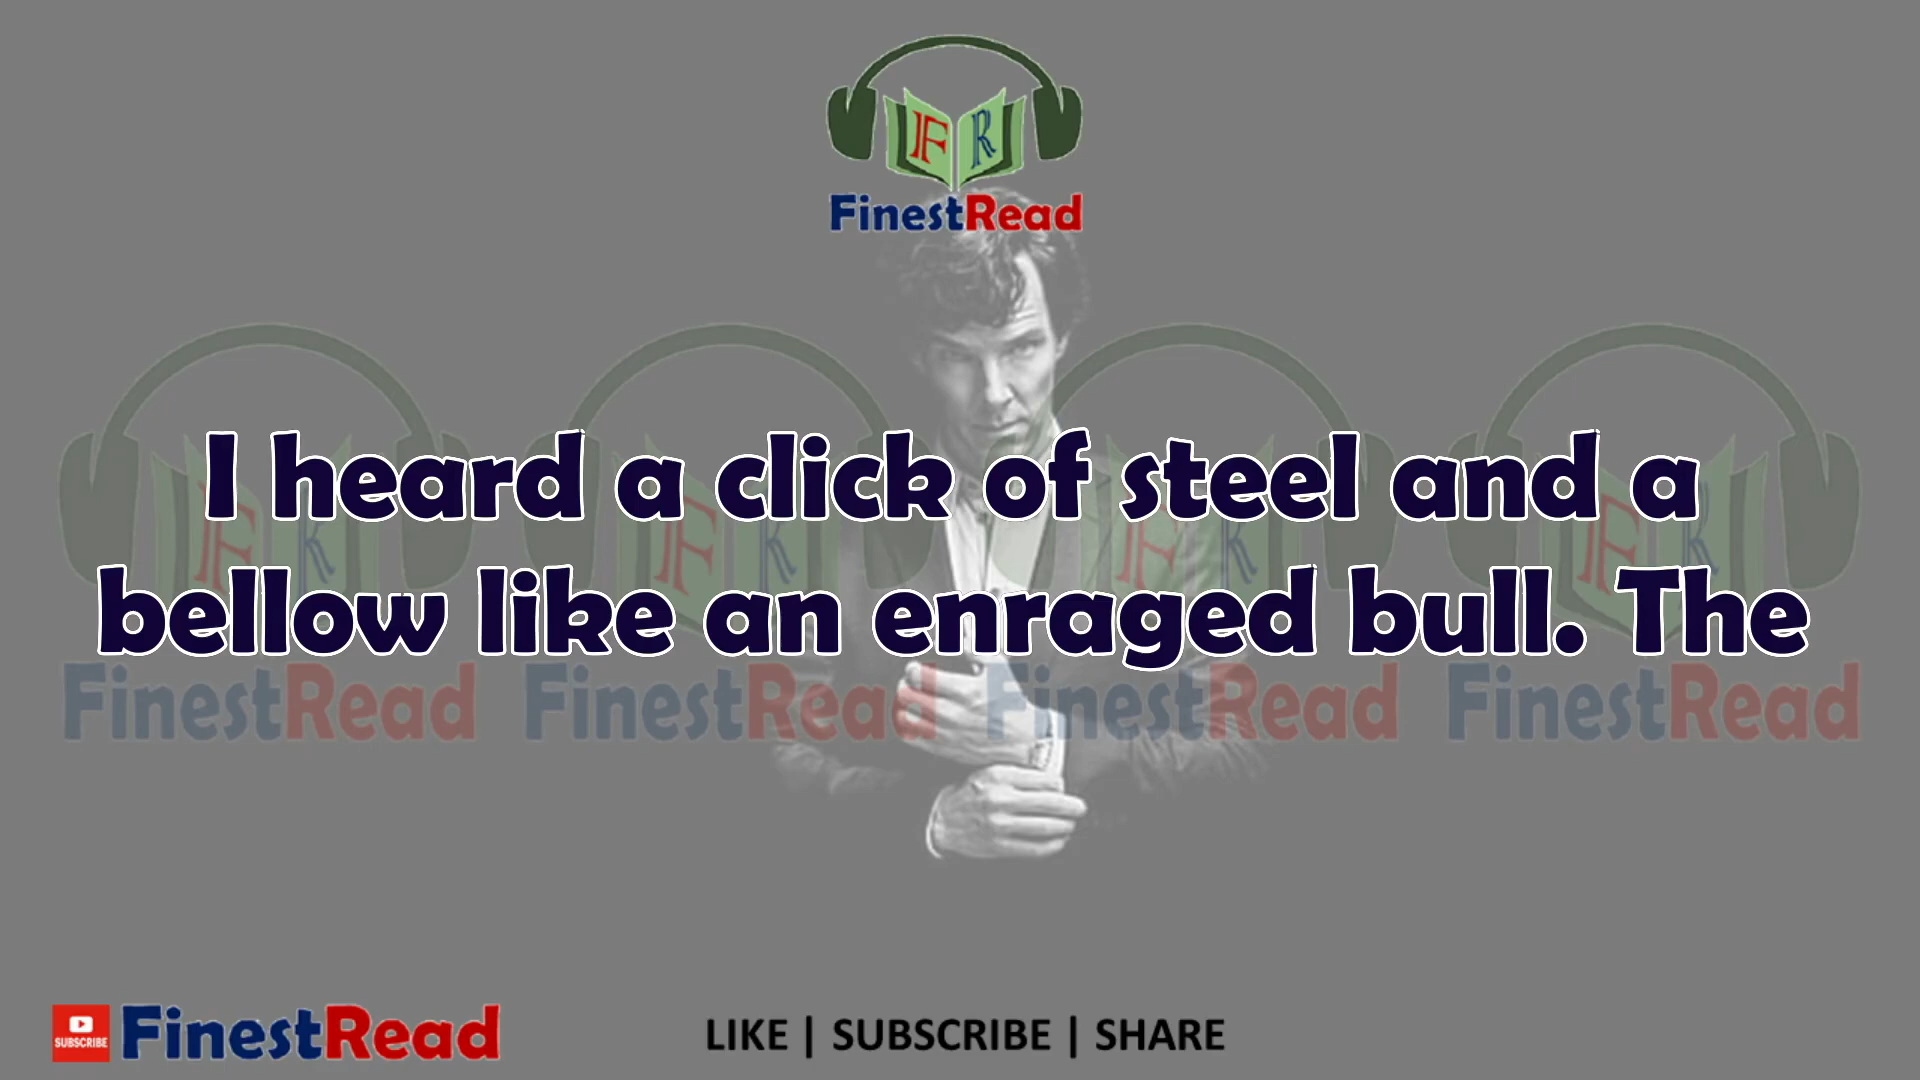 F R
FinestRead
I heard a click of steel and a
bellow like an enraged bull. The
F R F R F R F R
FinestRead FinestRead FinestRead FinestRead
SUBSCRIBE FinestRead LIKE | SUBSCRIBE | SHARE